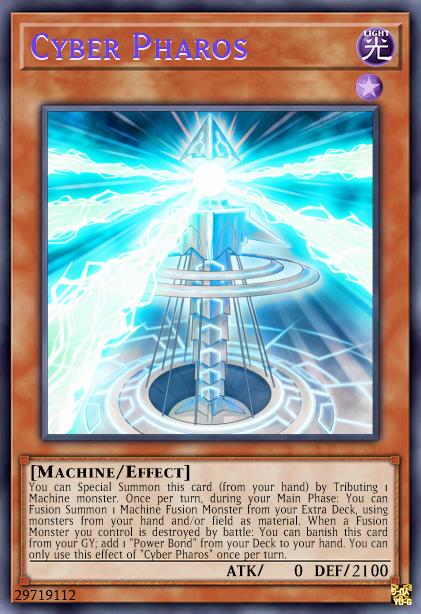 CYBER PHAROS
LIGHT
光
[MACHINE/EFFECT]
You can Special Summon this card (from your hand) by Tributing 1
Machine monster. Once per turn, during your Main Phase: You can
Fusion Summon 1 Machine Fusion Monster from your Extra Deck, using
monsters from your hand and/or field as material. When a Fusion
Monster you control is destroyed by battle: You can banish this card
from your GY; add 1 "Power Bond" from your Deck to your hand. You can
only use this effect of "Cyber Pharos" once per turn.
ATK/ 0 DEF/2100
29719112